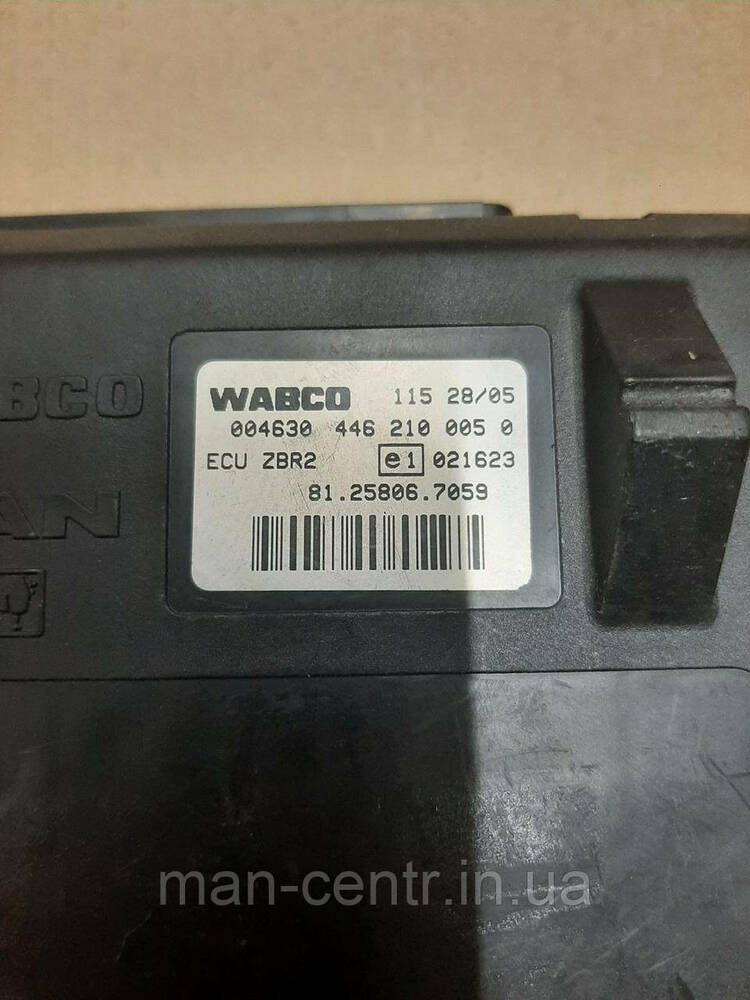 WABCO 115 28/05
004630 446 210 005 0
ECU ZBR2 e1 021623
81.25806.7059
man-centr.in.ua